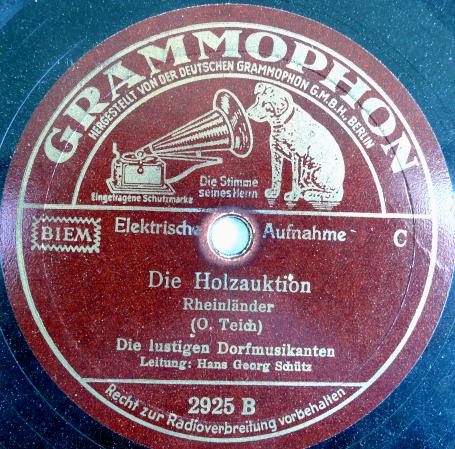 GRAMMOPHON
HERGESTELLT VON DER DEUTSCHEN GRAMMOPHON G.M.B.H. BERLIN
Die Stimme
seines Herrn
Eingetragene Schutzmarke
BIEM
Elektrische Aufnahme
C
Die Holzauktion
Rheinländer
(O. Teich)
Die lustigen Dorfmusikanten
Leitung: Hans Georg Schütz
2925 B
Recht zur Radioverbreitung vorbehalten